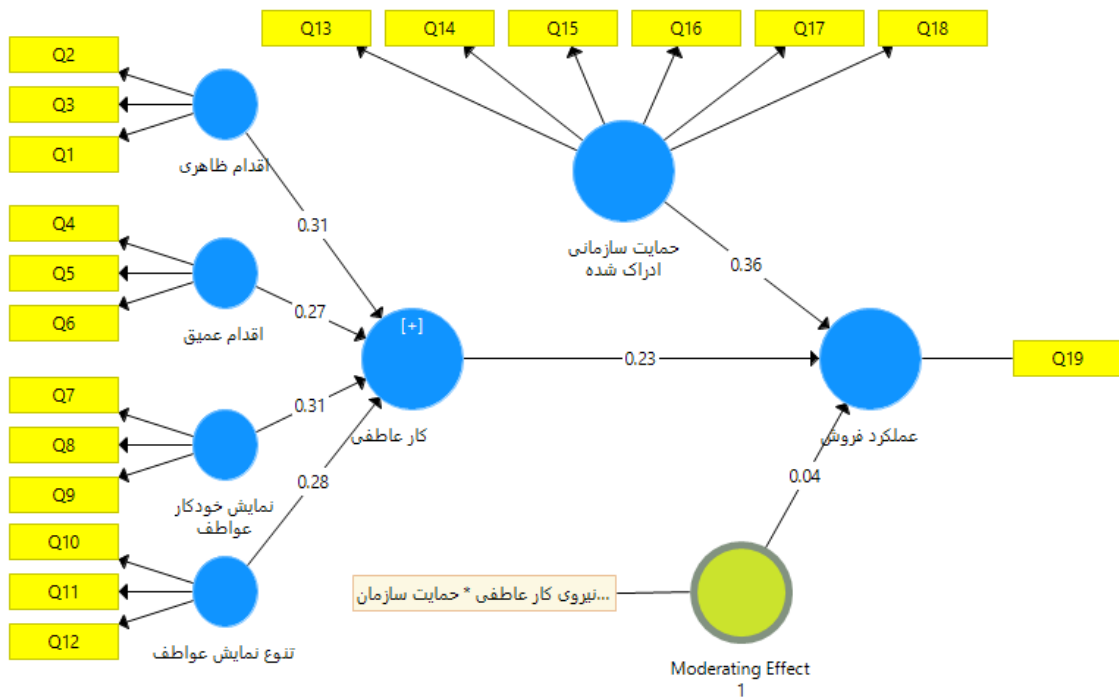 Q13
Q14
Q15
Q16
Q17
Q18
Q2
Q3
Q1
اقدام ظاهری
حمایت سازمانی
ادراک شده
0.31
0.36
Q4
Q5
Q6
اقدام عمیق
0.27
[+]
کار عاطفی
0.23
عملکرد فروش
Q19
Q7
Q8
Q9
نمایش خودکار
عواطف
0.31
0.28
0.04
Q10
Q11
Q12
تنوع نمایش عواطف
نیروی کار عاطفی * حمایت سازمان...
Moderating Effect
1